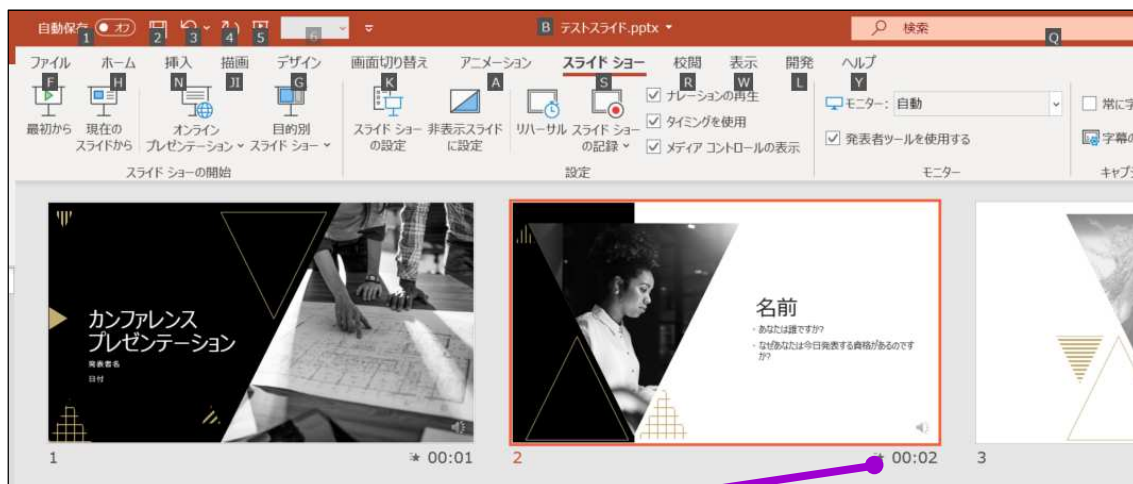 自動保存 オフ テストスライド.pptx 検索
1 2 3 4 5 6 B Q
ファイル ホーム 挿入 描画 デザイン 画面切り替え アニメーション スライド ショー 校閲 表示 開発 ヘルプ
F H N JI G K A S R W L Y
最初から 現在の
スライドから
オンライン
プレゼンテーション
目的別
スライド ショー
スライド ショー
の設定
非表示スライド
に設定
リハーサル
スライド ショー
の記録
ナレーションの再生
タイミングを使用
メディア コントロールの表示
モニター: 自動
発表者ツールを使用する
常に字
字幕の
スライド ショーの開始 設定 モニター キャプ
カンファレンス
プレゼンテーション
発表者名
日付
1 00:01
名前
・あなたは誰ですか?
・なぜあなたは今日発表する資格があるのです
か?
2 00:02
3